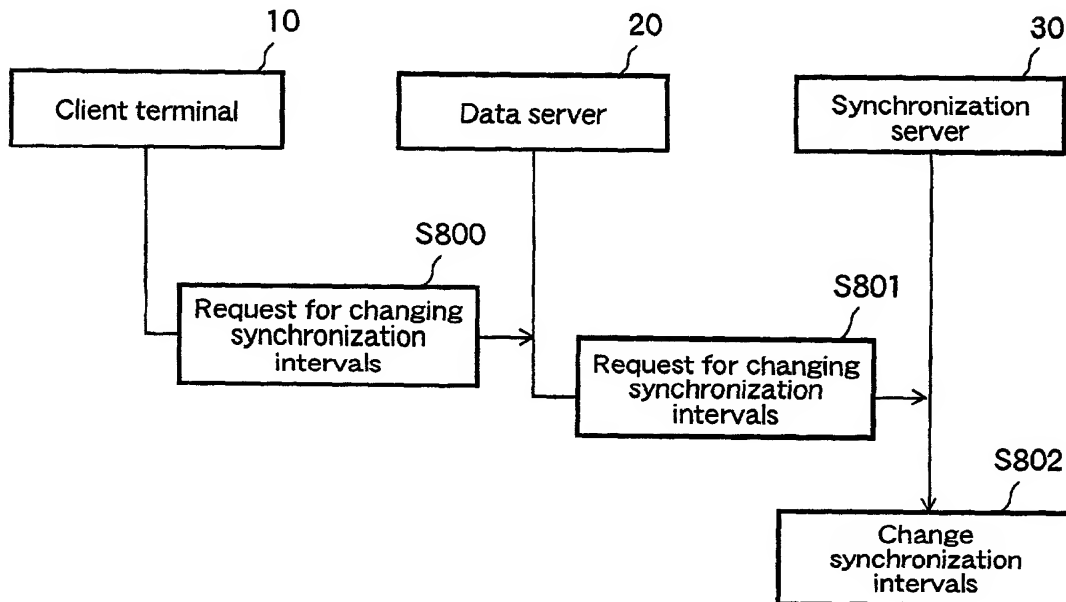 10
20
30
Client terminal
Data server
Synchronization
server
S800
Request for changing
synchronization
intervals
S801
Request for changing
synchronization
intervals
S802
Change
synchronization
intervals